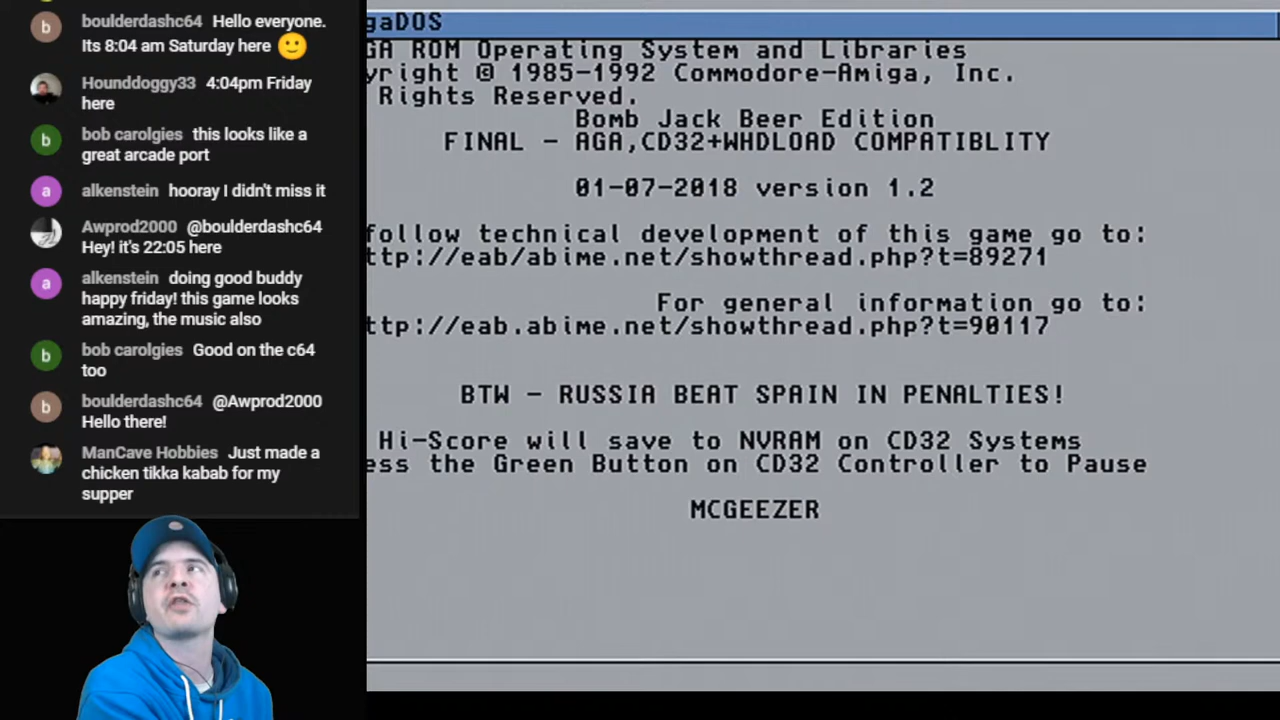 boulderdashc64 Hello everyone.
Its 8:04 am Saturday here
Hounddoggy33 4:04pm Friday
here
bob carolgies this looks like a
great arcade port
alkenstein hooray I didn't miss it
Awprod2000 @boulderdashc64
Hey! it's 22:05 here
alkenstein doing good buddy
happy friday! this game looks
amazing, the music also
bob carolgies Good on the c64
too
boulderdashc64 @Awprod2000
Hello there!
ManCave Hobbies Just made a
chicken tikka kabab for my
supper
gaDOS
GA ROM Operating System and Libraries
yright © 1985-1992 Commodore-Amiga, Inc.
Rights Reserved.
Bomb Jack Beer Edition
FINAL - AGA,CD32+WHDLOAD COMPATIBLITY
01-07-2018 version 1.2
follow technical development of this game go to:
ttp://eab/abime.net/showthread.php?t=89271
For general information go to:
ttp://eab.abime.net/showthread.php?t=90117
BTW - RUSSIA BEAT SPAIN IN PENALTIES!
Hi-Score will save to NVRAM on CD32 Systems
ess the Green Button on CD32 Controller to Pause
MCGEEZER